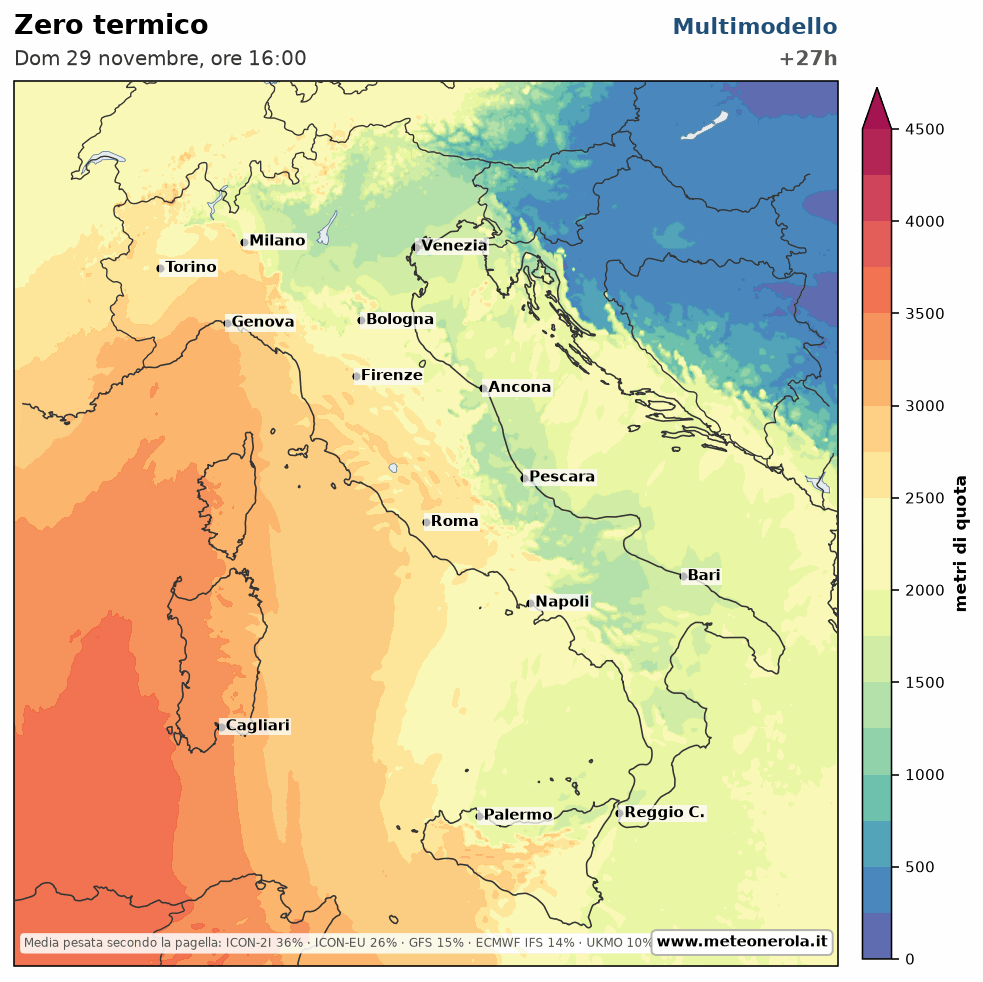 Zero termico
Multimodello
Dom 29 novembre, ore 16:00
+27h
Milano
Venezia
Torino
Genova
Bologna
Firenze
Ancona
Pescara
Roma
Bari
Napoli
Cagliari
Palermo
Reggio C.
4500
4000
3500
3000
2500
2000
1500
1000
500
0
metri di quota
Media pesata secondo la pagella: ICON-2I 36% · ICON-EU 26% · GFS 15% · ECMWF IFS 14% · UKMO 10%
www.meteonerola.it